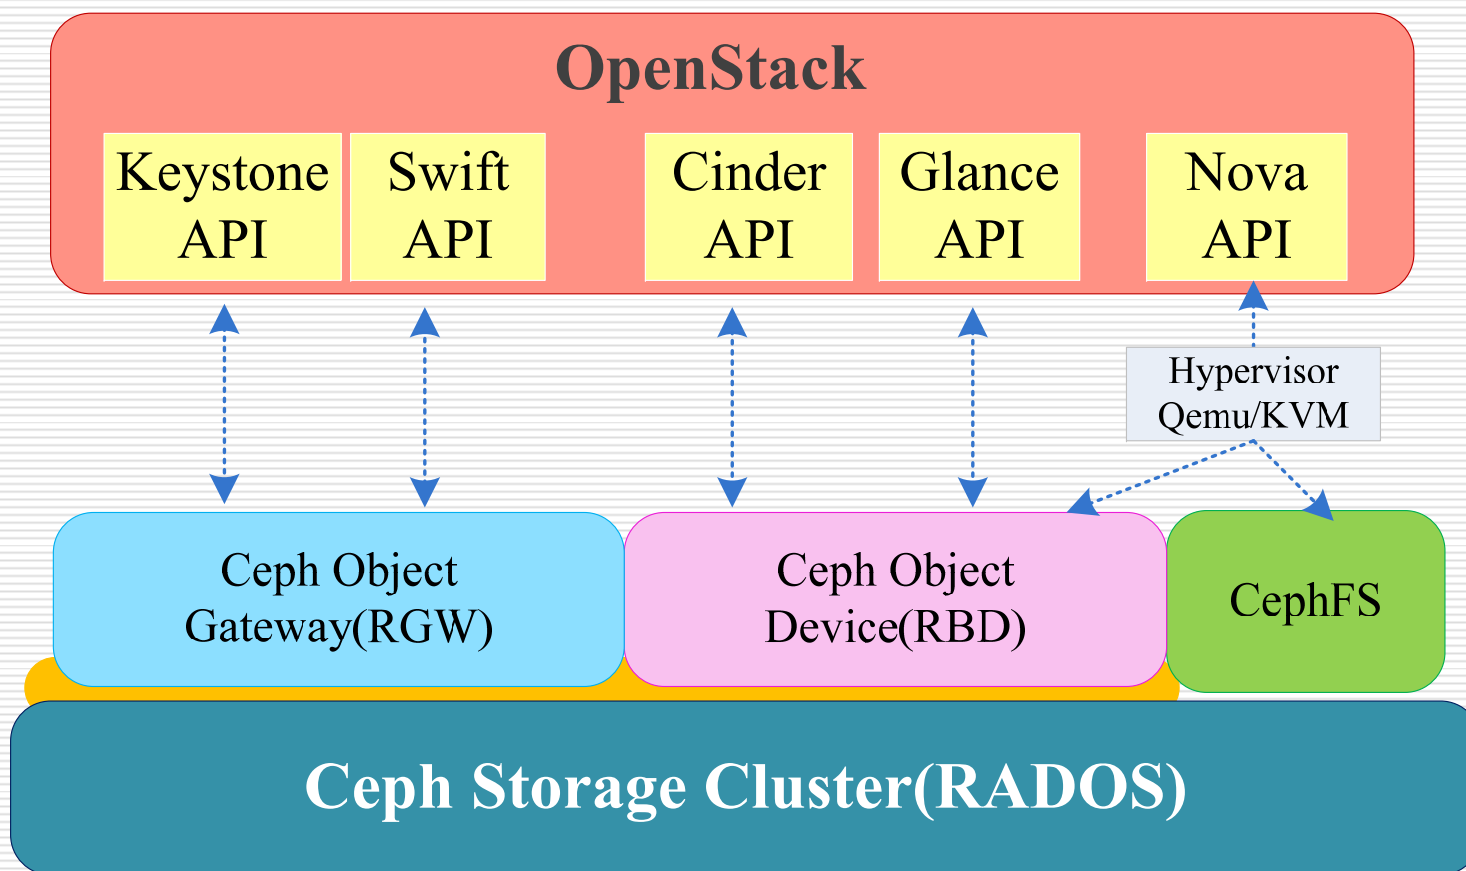 OpenStack
Keystone
API
Swift
API
Cinder
API
Glance
API
Nova
API
Hypervisor
Qemu/KVM
Ceph Object
Gateway(RGW)
Ceph Object
Device(RBD)
CephFS
Ceph Storage Cluster(RADOS)